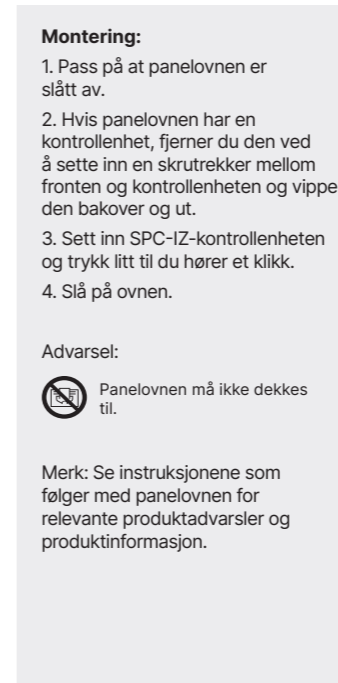 Montering:
1. Pass på at panelovnen er
slått av.
2. Hvis panelovnen har en
kontrollenhet, fjerner du den ved
å sette inn en skrutrekker mellom
fronten og kontrollenheten og vippe
den bakover og ut.
3. Sett inn SPC-IZ-kontrollenheten
og trykk litt til du hører et klikk.
4. Slå på ovnen.
Advarsel:
Panelovnen må ikke dekkes
til.
Merk: Se instruksjonene som
følger med panelovnen for
relevante produktadvarsler og
produktinformasjon.